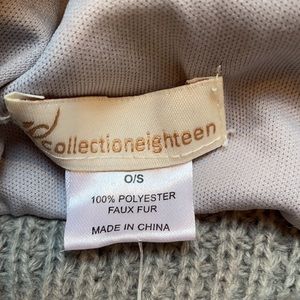 collectioneighteen
O/S
100% POLYESTER
FAUX FUR
MADE IN CHINA